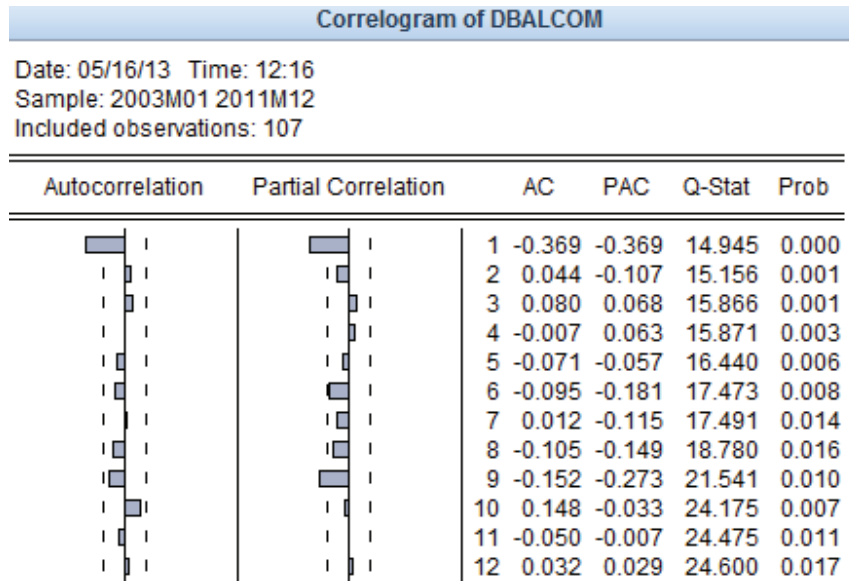 Correlogram of DBALCOM
Date: 05/16/13 Time: 12:16
Sample: 2003M01 2011M12
Included observations: 107
Autocorrelation Partial Correlation AC PAC Q-Stat Prob
1 -0.369 -0.369 14.945 0.000
2 0.044 -0.107 15.156 0.001
3 0.080 0.068 15.866 0.001
4 -0.007 0.063 15.871 0.003
5 -0.071 -0.057 16.440 0.006
6 -0.095 -0.181 17.473 0.008
7 0.012 -0.115 17.491 0.014
8 -0.105 -0.149 18.780 0.016
9 -0.152 -0.273 21.541 0.010
10 0.148 -0.033 24.175 0.007
11 -0.050 -0.007 24.475 0.011
12 0.032 0.029 24.600 0.017